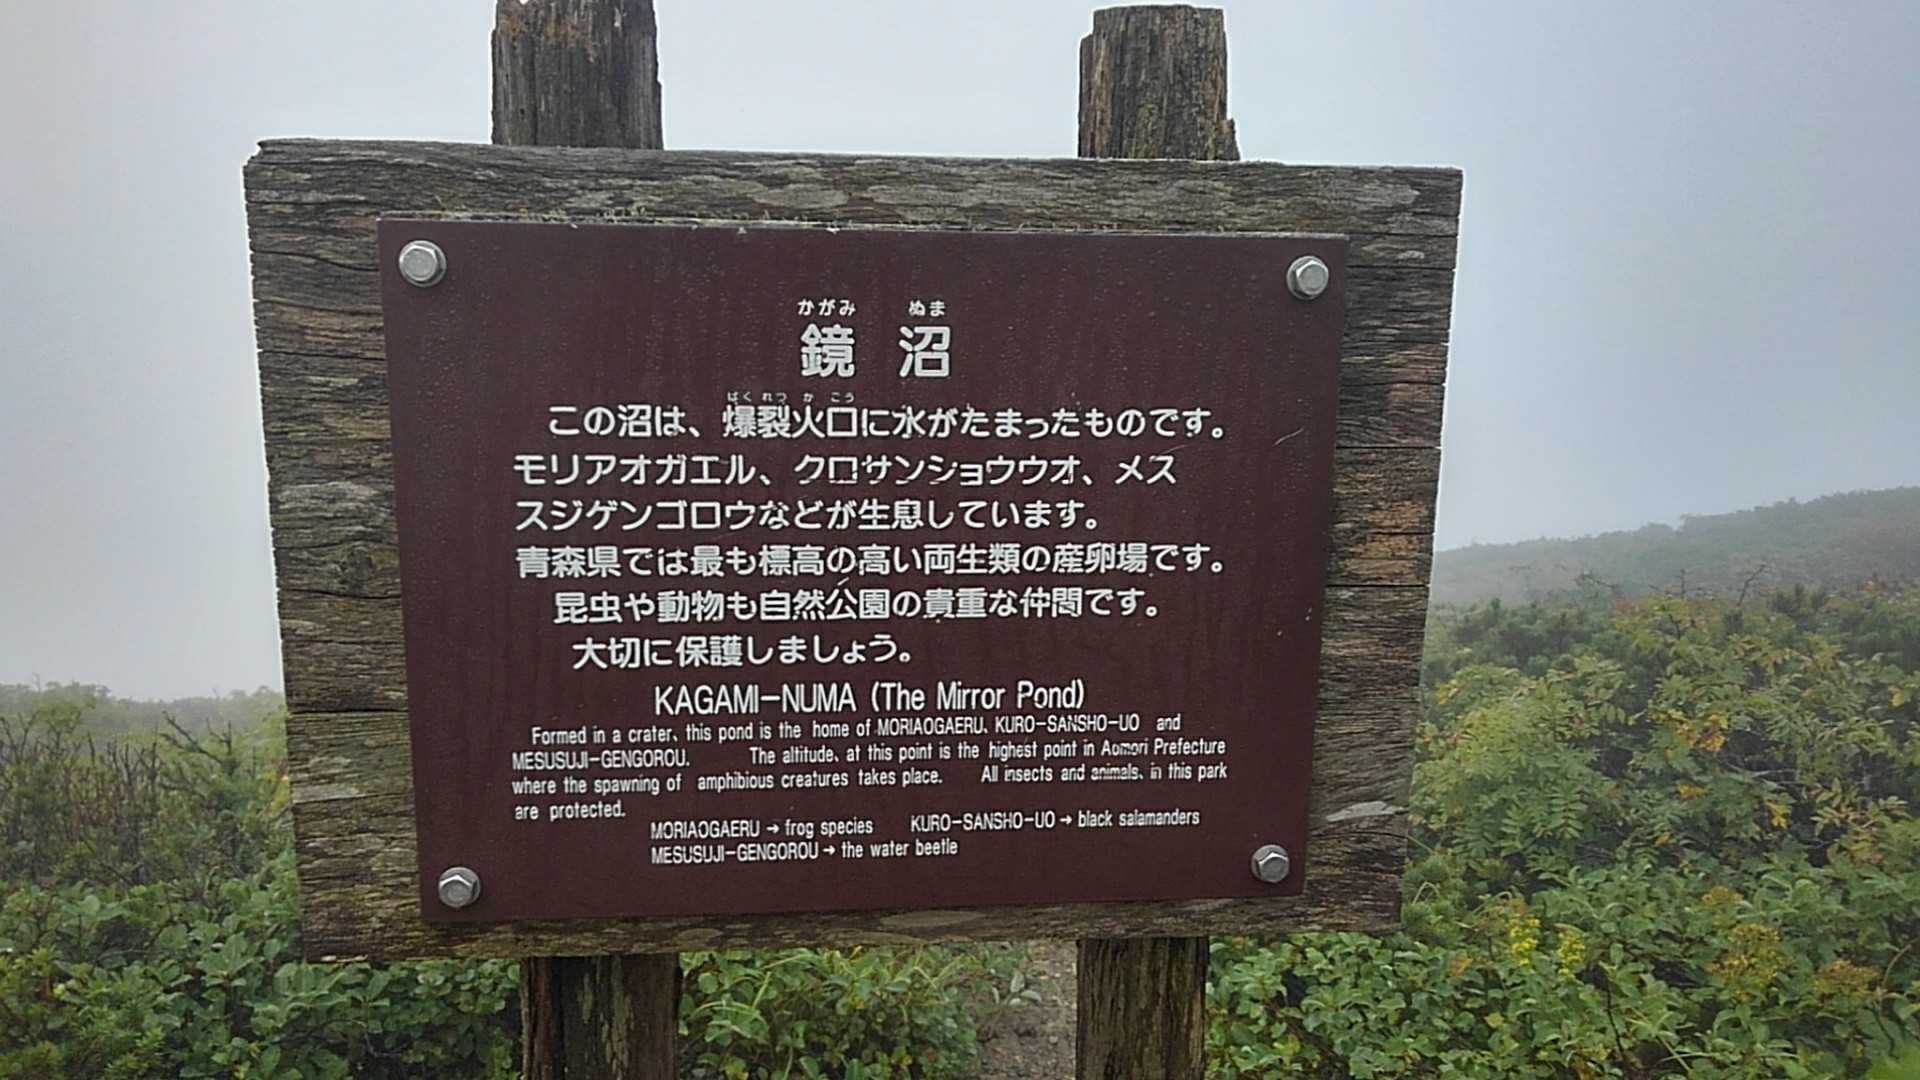 かがみ ぬま
鏡 沼
ばくれつかこう
この沼は、爆裂火口に水がたまったものです。
モリアオガエル、クロサンショウウオ、メス
スジゲンゴロウなどが生息しています。
青森県では最も標高の高い両生類の産卵場です。
昆虫や動物も自然公園の貴重な仲間です。
大切に保護しましょう。
KAGAMI-NUMA (The Mirror Pond)
Formed in a crater, this pond is the home of MORIAOGAERU, KURO-SANSHO-UO and
MESUSUJI-GENGOROU. The altitude, at this point is the highest point in Aomori Prefecture
where the spawning of amphibious creatures takes place. All insects and animals, in this park
are protected.
MORIAOGAERU → frog species KURO-SANSHO-UO → black salamanders
MESUSUJI-GENGOROU → the water beetle